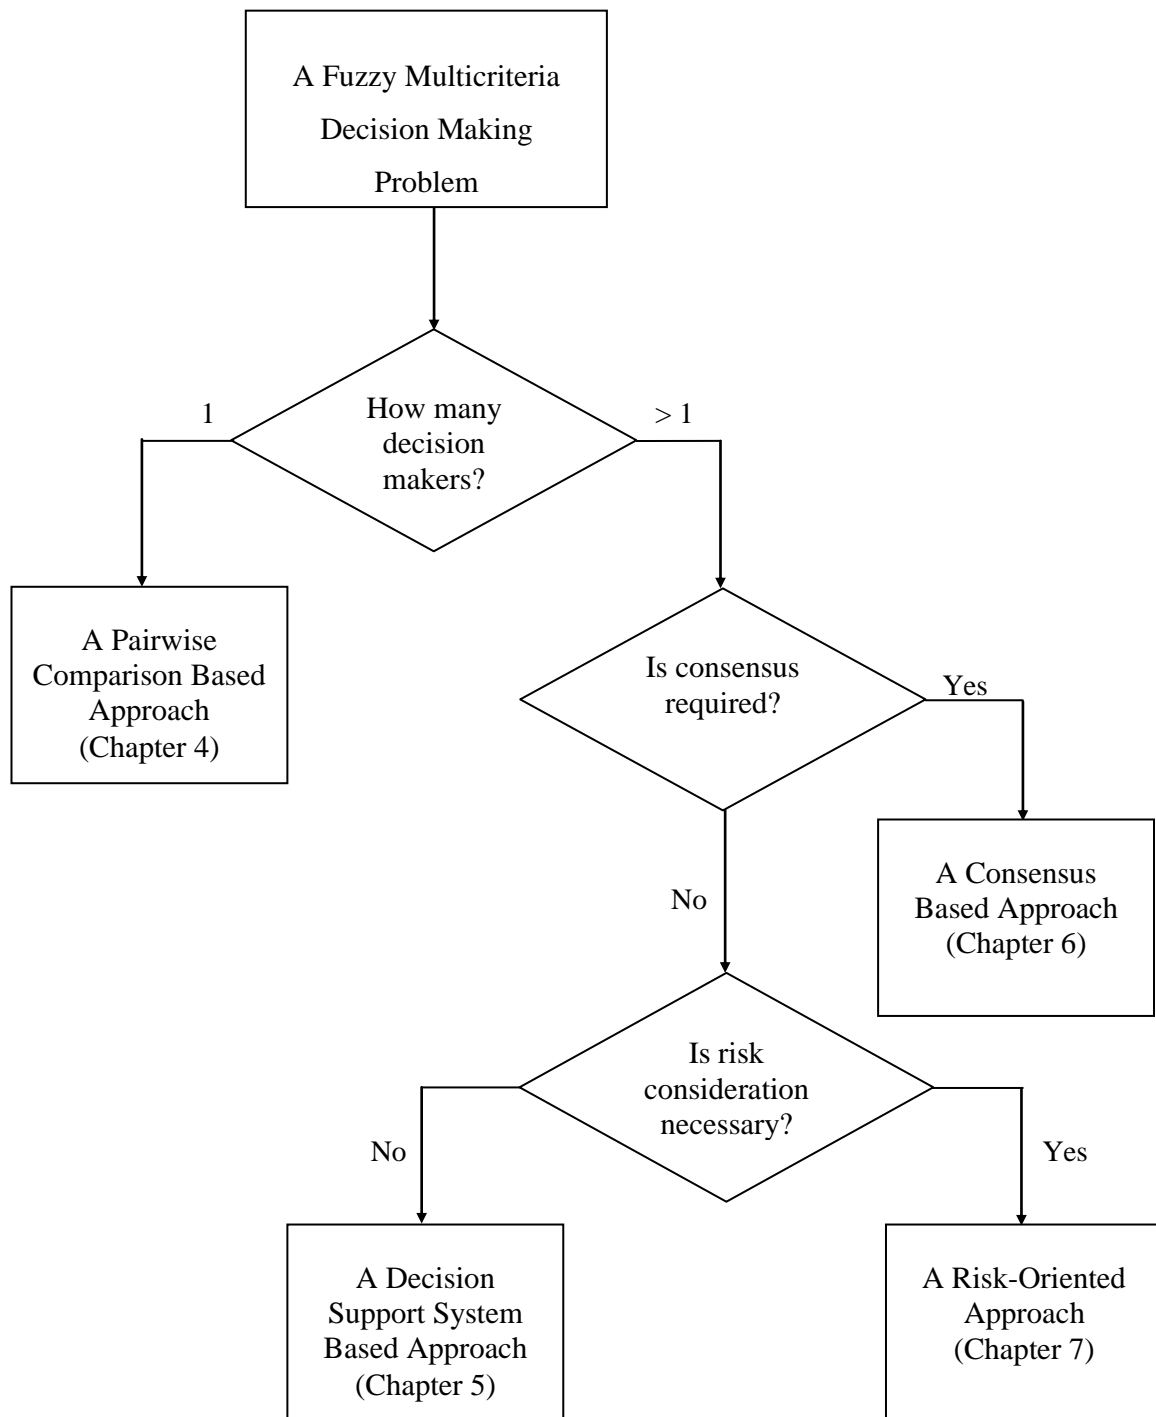 A Fuzzy Multicriteria
Decision Making
Problem
1
How many
decision
makers?
> 1
A Pairwise
Comparison Based
Approach
(Chapter 4)
Is consensus
required?
Yes
A Consensus
Based Approach
(Chapter 6)
No
Is risk
consideration
necessary?
No
Yes
A Decision
Support System
Based Approach
(Chapter 5)
A Risk-Oriented
Approach
(Chapter 7)